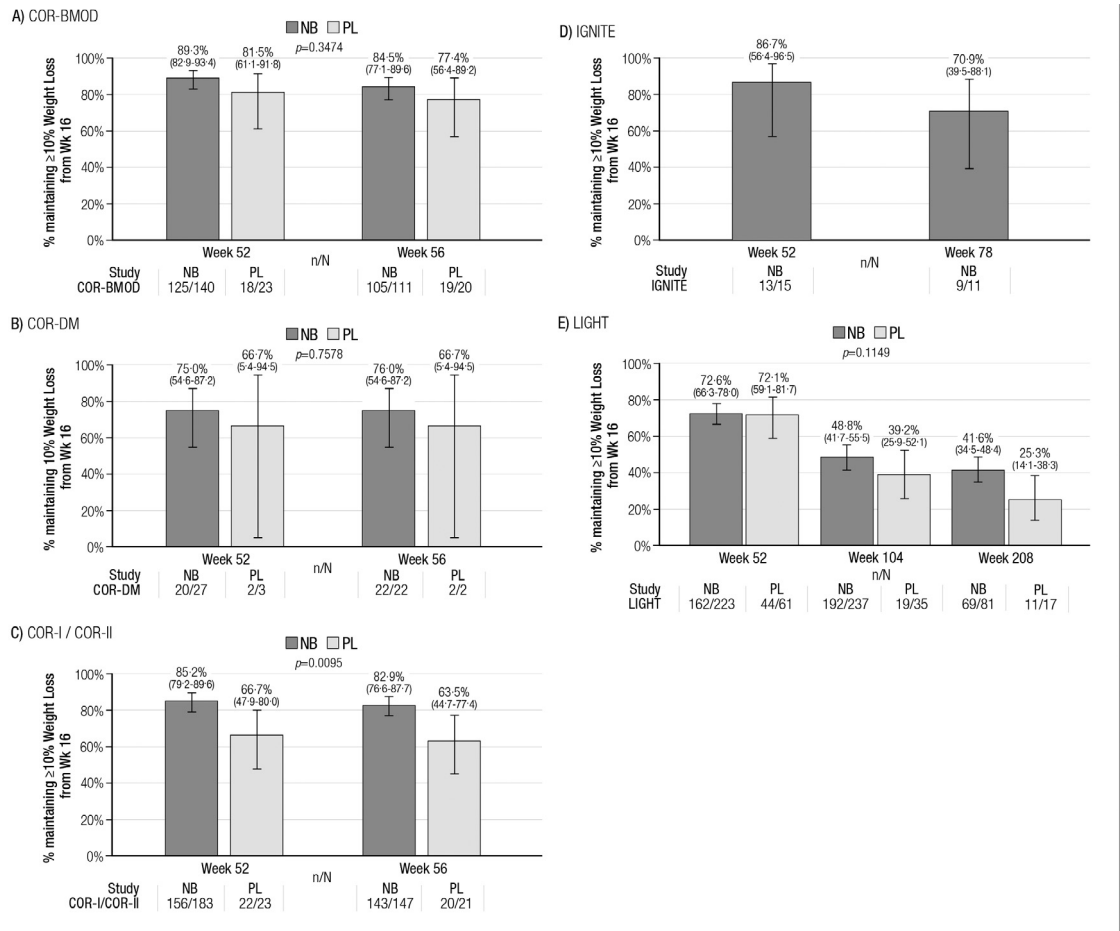 A) COR-BMOD
NB PL
p=0.3474
% maintaining ≥10% Weight Loss
from Wk 16
100%
80%
60%
40%
20%
0%
89·3%
(82·9-93·4)
81·5%
(61·1-91·8)
84·5%
(77·1-89·6)
77·4%
(56·4-89·2)
Week 52 Week 56
n/N
Study NB PL NB PL
COR-BMOD 125/140 18/23 105/111 19/20
B) COR-DM
NB PL
p=0.7578
% maintaining 10% Weight Loss
from Wk 16
100%
80%
60%
40%
20%
0%
75·0%
(54·6-87·2)
66·7%
(5·4-94·5)
76·0%
(54·6-87·2)
66·7%
(5·4-94·5)
Week 52 Week 56
n/N
Study NB PL NB PL
COR-DM 20/27 2/3 22/22 2/2
C) COR-I / COR-II
NB PL
p=0.0095
% maintaining ≥10% Weight Loss
from Wk 16
100%
80%
60%
40%
20%
0%
85·2%
(79·2-89·6)
66·7%
(47·9-80·0)
82·9%
(76·6-87·7)
63·5%
(44·7-77·4)
Week 52 Week 56
n/N
Study NB PL NB PL
COR-I/COR-II 156/183 22/23 143/147 20/21
D) IGNITE
% maintaining ≥10% Weight Loss
from Wk 16
100%
80%
60%
40%
20%
0%
86·7%
(56·4-96·5)
70·9%
(39·5-88·1)
Week 52 Week 78
n/N
Study NB NB
IGNITE 13/15 9/11
E) LIGHT
NB PL
p=0.1149
% maintaining ≥10% Weight Loss
from Wk 16
100%
80%
60%
40%
20%
0%
72·6%
(66·3-78·0)
72·1%
(59·1-81·7)
48·8%
(41·7-55·5)
39·2%
(25·9-52·1)
41·6%
(34·5-48·4)
25·3%
(14·1-38·3)
Week 52 Week 104 Week 208
n/N
Study NB PL NB PL NB PL
LIGHT 162/223 44/61 192/237 19/35 69/81 11/17